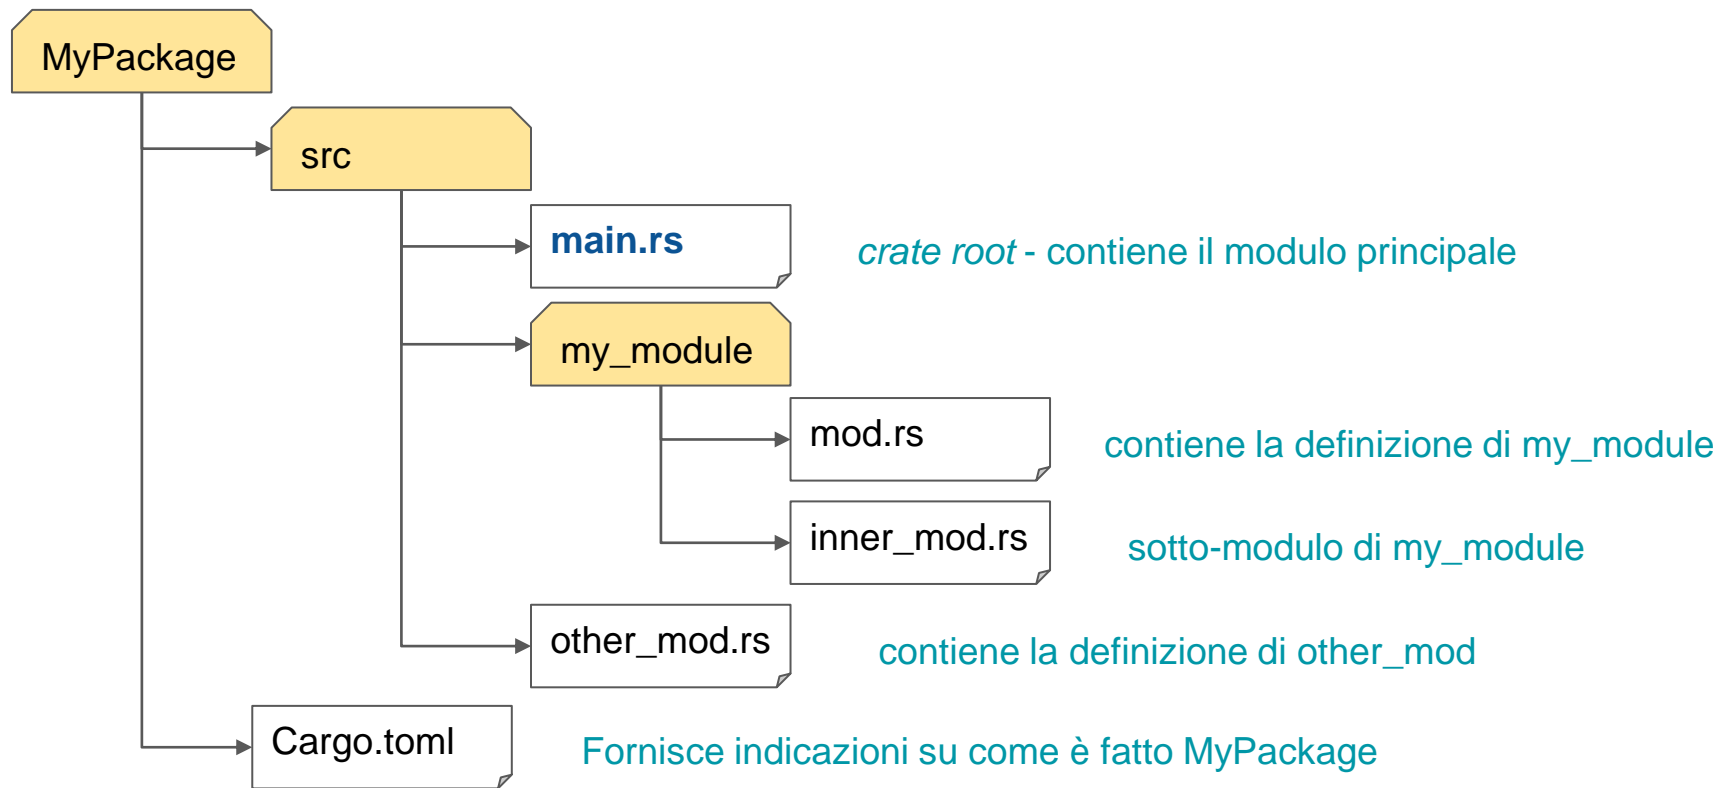 MyPackage
src
main.rs
crate root - contiene il modulo principale
my_module
mod.rs
contiene la definizione di my_module
inner_mod.rs
sotto-modulo di my_module
other_mod.rs
contiene la definizione di other_mod
Cargo.toml
Fornisce indicazioni su come è fatto MyPackage